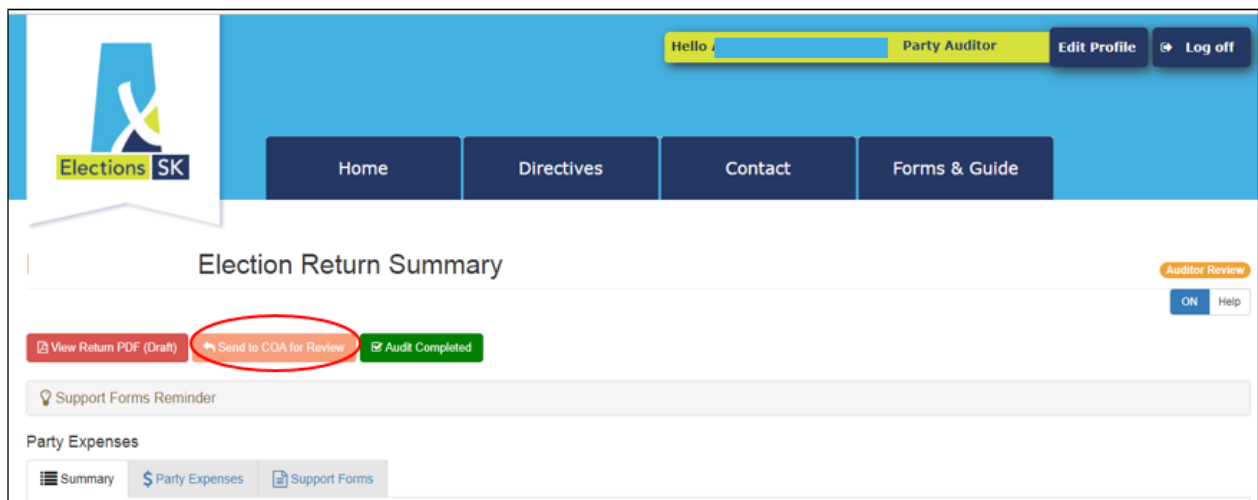 Hello Party Auditor
Edit Profile
Log off
Elections SK
Home
Directives
Contact
Forms & Guide
Election Return Summary
Auditor Review
ON Help
View Return PDF (Draft)
Send to COA for Review
Audit Completed
Support Forms Reminder
Party Expenses
Summary
$ Party Expenses
Support Forms